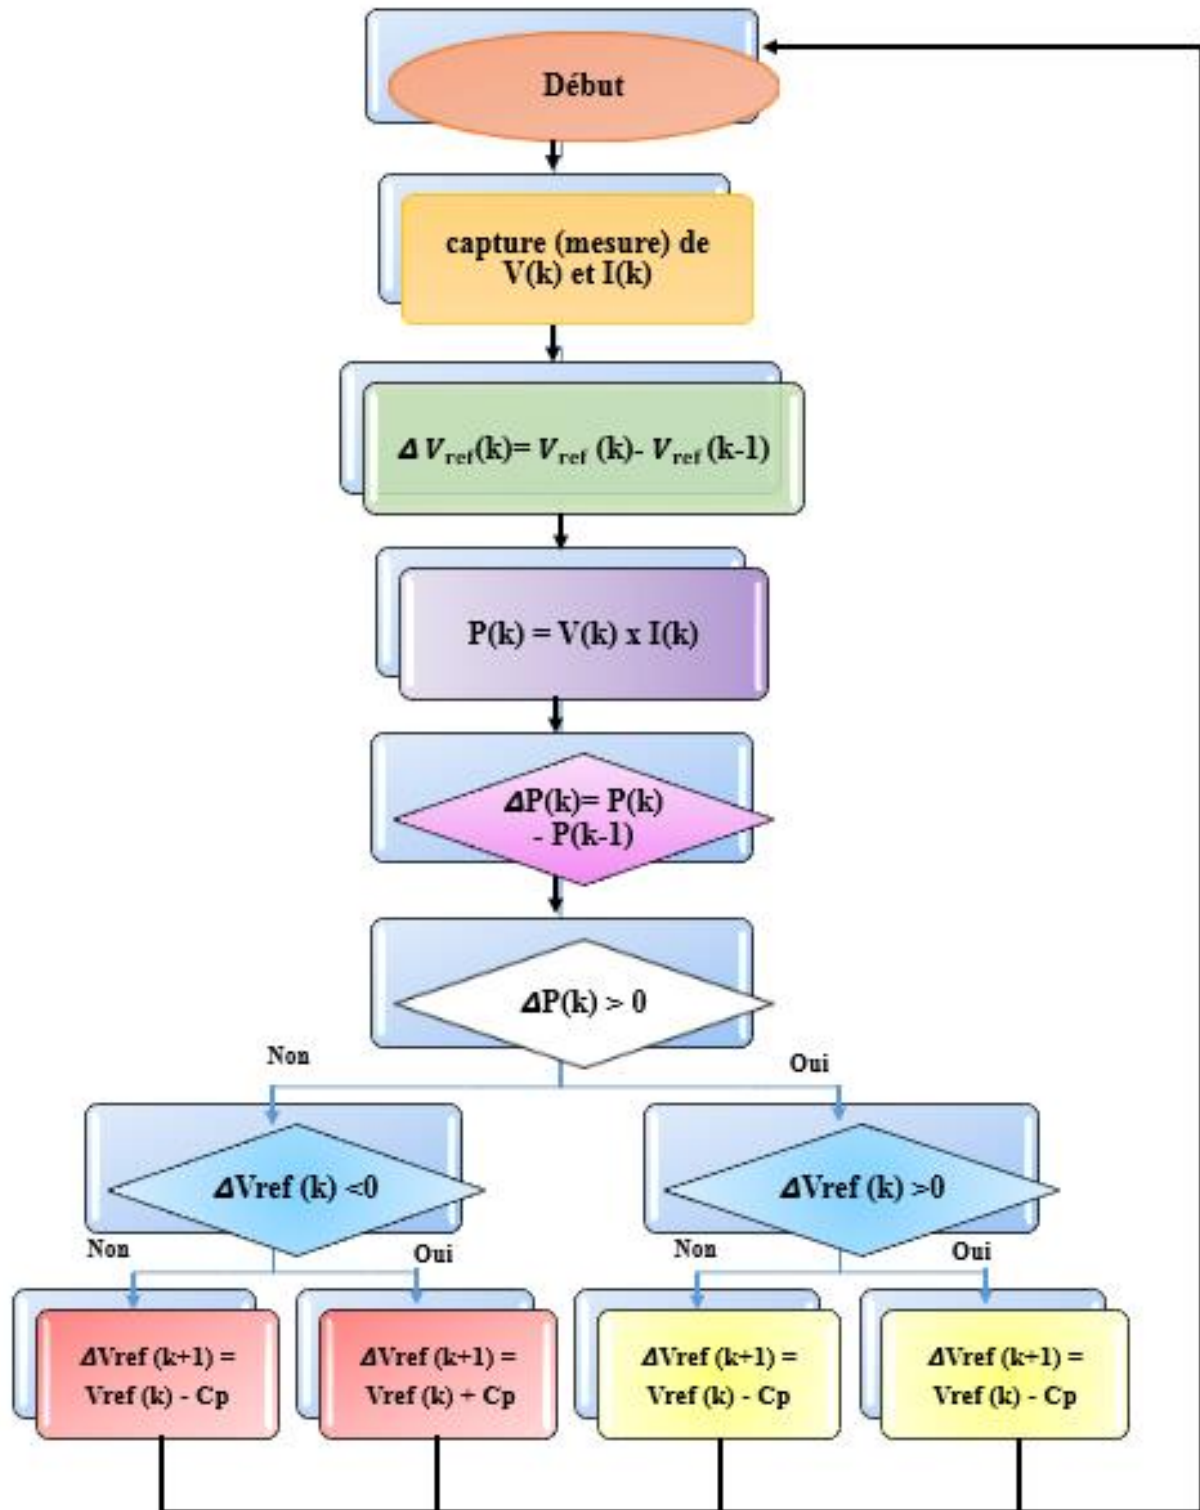 Début
capture (mesure) de
V(k) et I(k)
Δ Vref(k)= Vref (k)- Vref (k-1)
P(k) = V(k) x I(k)
ΔP(k)= P(k)
- P(k-1)
ΔP(k) > 0
Non
Oui
ΔVref (k) <0
ΔVref (k) >0
Non
Oui
Non
Oui
ΔVref (k+1) =
Vref (k) - Cp
ΔVref (k+1) =
Vref (k) + Cp
ΔVref (k+1) =
Vref (k) - Cp
ΔVref (k+1) =
Vref (k) - Cp